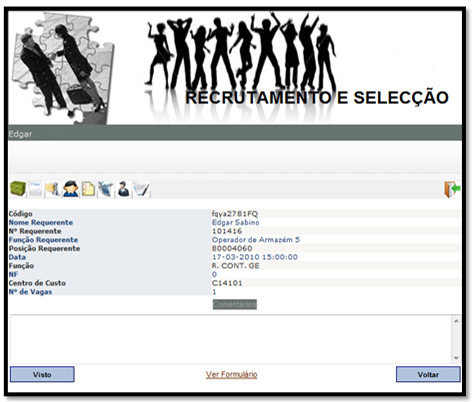 RECRUTAMENTO E SELECÇÃO
Edgar
Código fqya2781FQ
Nome Requerente Edgar Sabino
Nº Requerente 101416
Função Requerente Operador de Armazém 5
Posição Requerente 80004060
Data 17-03-2010 15:00:00
Função R. CONT. GE
NF 0
Centro de Custo C14101
Nº de Vagas 1
Comentários
Visto Ver Formulário Voltar